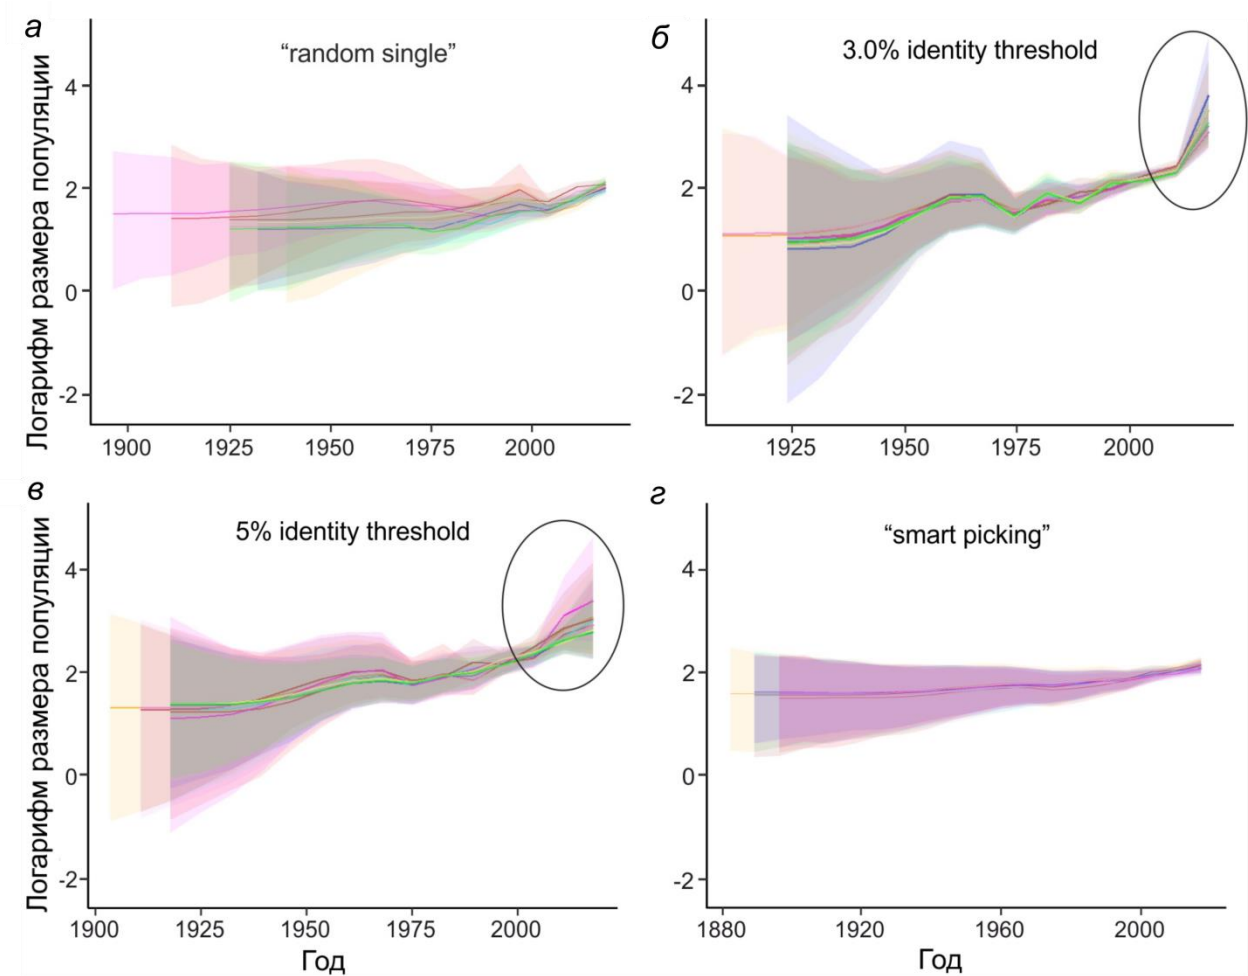 а
“random single”
Логарифм размера популяции
4
2
0
-2
1900 1925 1950 1975 2000
б
3.0% identity threshold
4
2
0
-2
1925 1950 1975 2000
в
5% identity threshold
Логарифм размера популяции
4
2
0
-2
1900 1925 1950 1975 2000
Год
г
“smart picking”
4
2
0
-2
1880 1920 1960 2000
Год